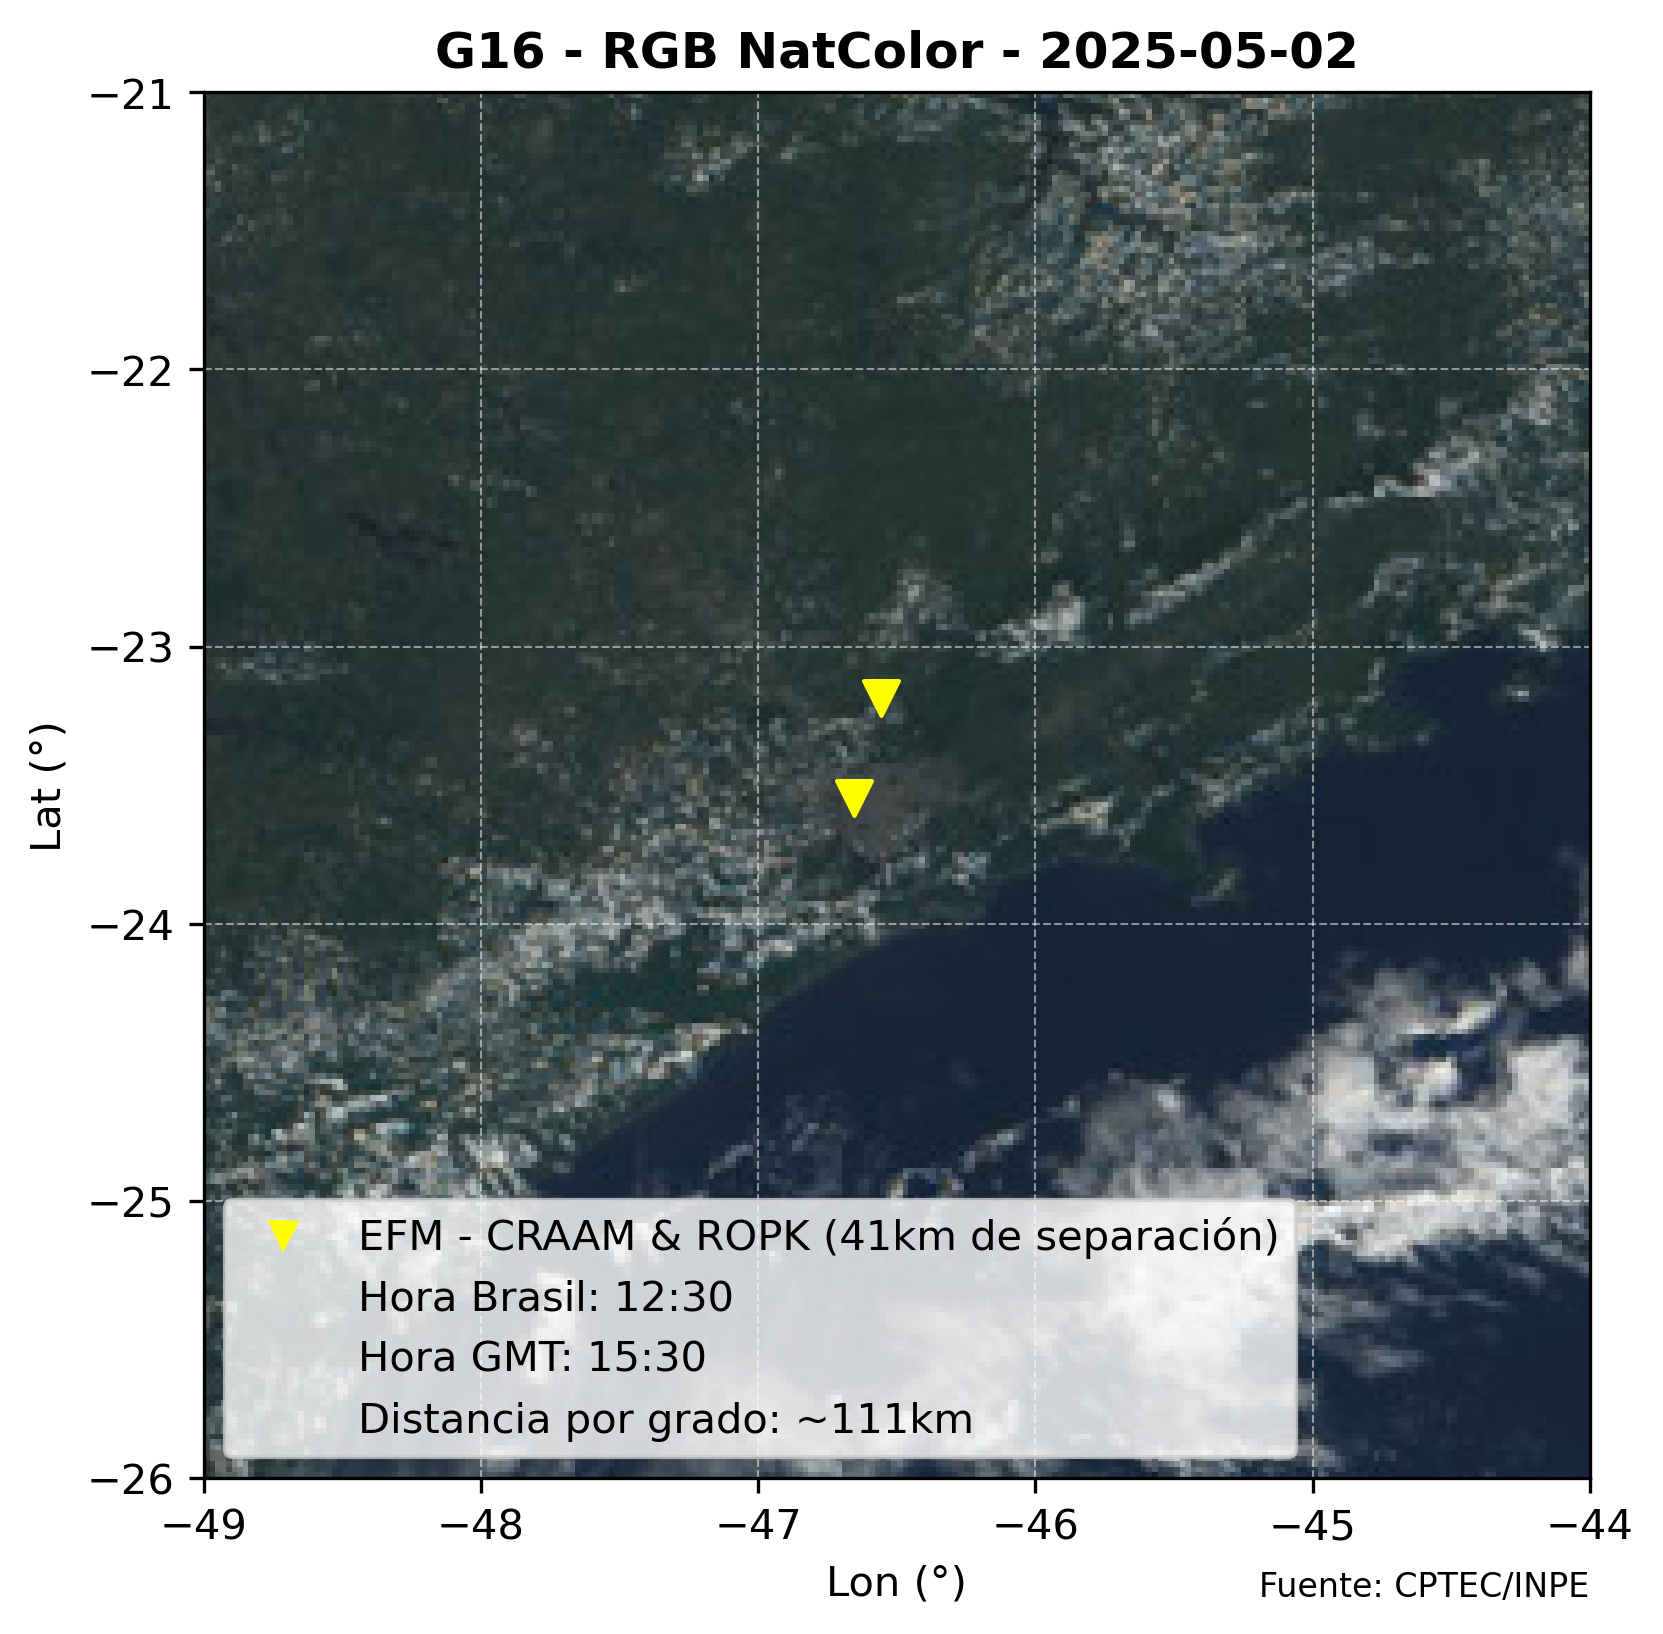 G16 - RGB NatColor - 2025-05-02
−21
−22
−23
−24
−25
−26
Lat (°)
EFM - CRAAM & ROPK (41km de separación)
Hora Brasil: 12:30
Hora GMT: 15:30
Distancia por grado: ~111km
−49
−48
−47
−46
−45
−44
Lon (°)
Fuente: CPTEC/INPE